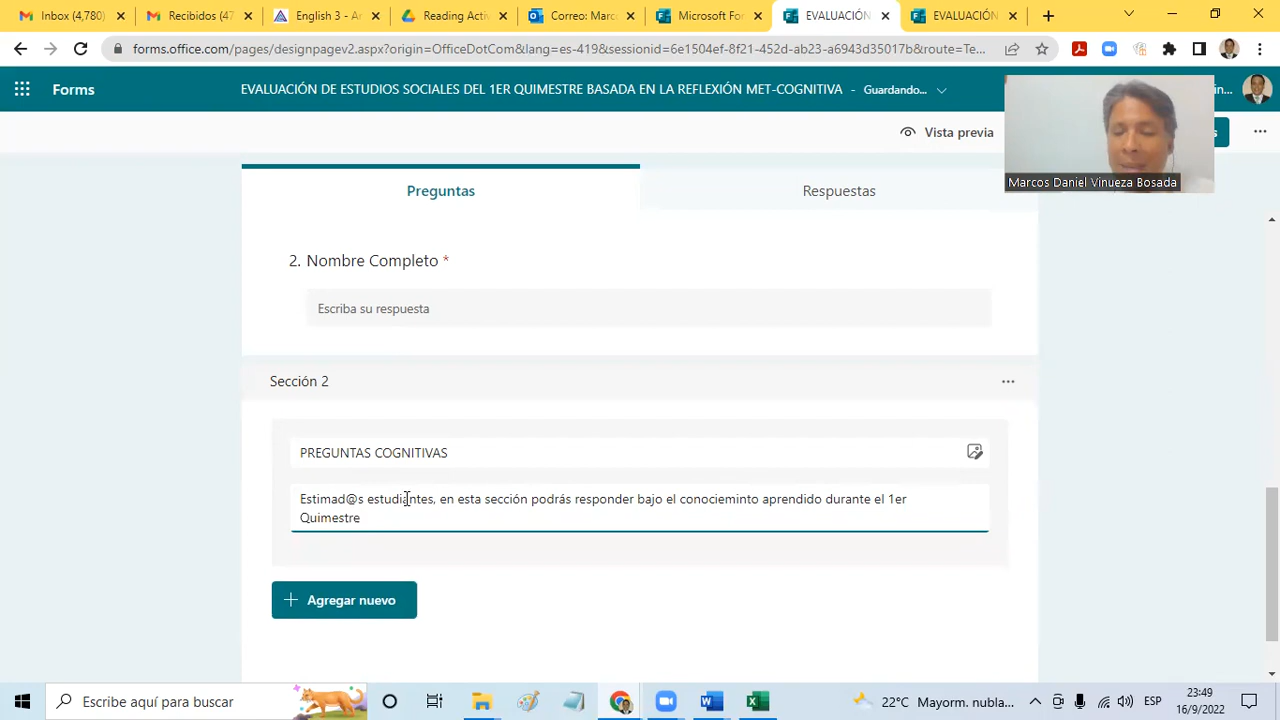 Inbox (4,780)
Recibidos (47
English 3 - Ar
Reading Activ
Correo: Marc
Microsoft For
EVALUACIÓN
EVALUACIÓN
forms.office.com/pages/designpagev2.aspx?origin=OfficeDotCom&lang=es-419&sessionid=6e1504ef-8f21-452d-ab23-a6943d35017b&route=Te...
Forms
EVALUACIÓN DE ESTUDIOS SOCIALES DEL 1ER QUIMESTRE BASADA EN LA REFLEXIÓN MET-COGNITIVA - Guardando...
in...
Vista previa
s
Marcos Daniel Vinueza Bosada
Preguntas
Respuestas
2. Nombre Completo *
Escriba su respuesta
Sección 2
PREGUNTAS COGNITIVAS
Estimad@s estudiantes, en esta sección podrás responder bajo el conocieminto aprendido durante el 1er
Quimestre
Agregar nuevo
Escribe aquí para buscar
22°C Mayorm. nubla...
ESP
23:49
16/9/2022